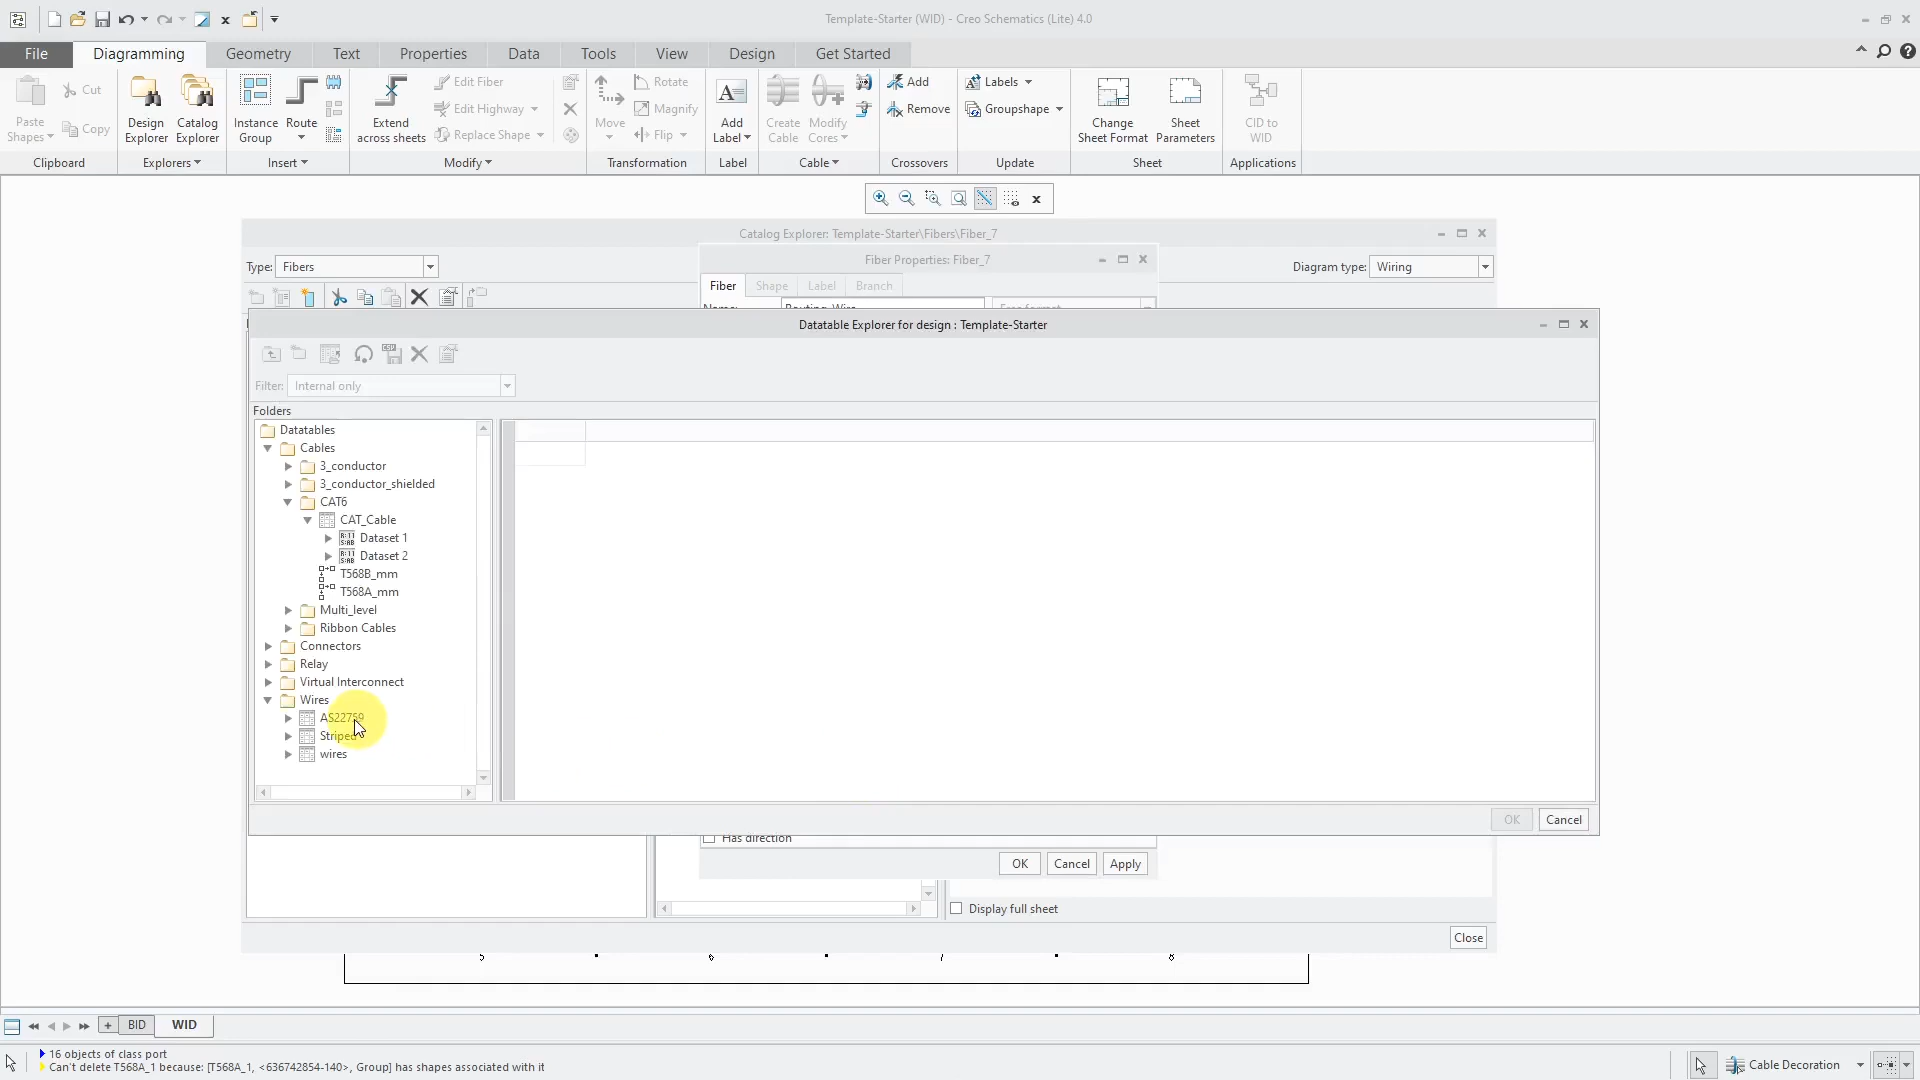 Template-Starter (WID) - Creo Schematics (Lite) 4.0
File Diagramming Geometry Text Properties Data Tools View Design Get Started
Paste Shapes
Cut
Copy
Clipboard
Design Explorer
Catalog Explorer
Explorers
Instance Group
Route
Insert
Extend across sheets
Edit Fiber
Edit Highway
Replace Shape
Modify
Move
Rotate
Magnify
Flip
Transformation
Add Label
Label
Create Cable
Modify Cores
Cable
Add
Remove
Crossovers
Labels
Groupshape
Update
Change Sheet Format
Sheet Parameters
Sheet
CID to WID
Applications
Catalog Explorer: Template-Starter\Fibers\Fiber_7
Type: Fibers
Diagram type: Wiring
Fiber Properties: Fiber_7
Fiber Shape Label Branch
Datatable Explorer for design : Template-Starter
Filter: Internal only
Folders
Datatables
Cables
3_conductor
3_conductor_shielded
CAT6
CAT_Cable
Dataset 1
Dataset 2
T568B_mm
T568A_mm
Multi_level
Ribbon Cables
Connectors
Relay
Virtual Interconnect
Wires
AS22759
Striped
wires
OK Cancel
Has direction
OK Cancel Apply
Display full sheet
Close
5 6 7 8
BID WID
16 objects of class port
Can't delete T568A_1 because: [T568A_1, <636742854-140>, Group] has shapes associated with it
Cable Decoration